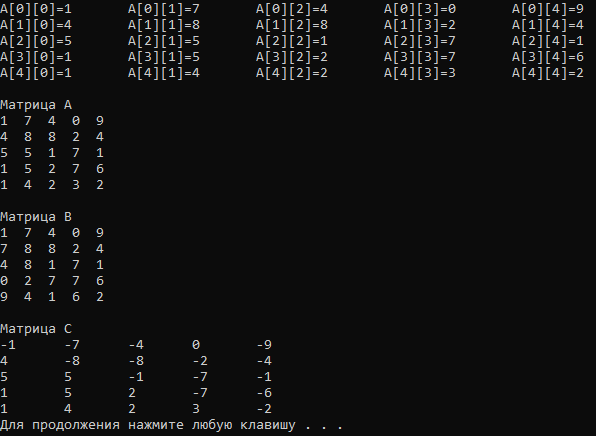 A[0][0]=1 A[0][1]=7 A[0][2]=4 A[0][3]=0 A[0][4]=9
A[1][0]=4 A[1][1]=8 A[1][2]=8 A[1][3]=2 A[1][4]=4
A[2][0]=5 A[2][1]=5 A[2][2]=1 A[2][3]=7 A[2][4]=1
A[3][0]=1 A[3][1]=5 A[3][2]=2 A[3][3]=7 A[3][4]=6
A[4][0]=1 A[4][1]=4 A[4][2]=2 A[4][3]=3 A[4][4]=2
Матрица A
1 7 4 0 9
4 8 8 2 4
5 5 1 7 1
1 5 2 7 6
1 4 2 3 2
Матрица B
1 7 4 0 9
7 8 8 2 4
4 8 1 7 1
0 2 7 7 6
9 4 1 6 2
Матрица C
-1 -7 -4 0 -9
4 -8 -8 -2 -4
5 5 -1 -7 -1
1 5 2 -7 -6
1 4 2 3 -2
Для продолжения нажмите любую клавишу . . .